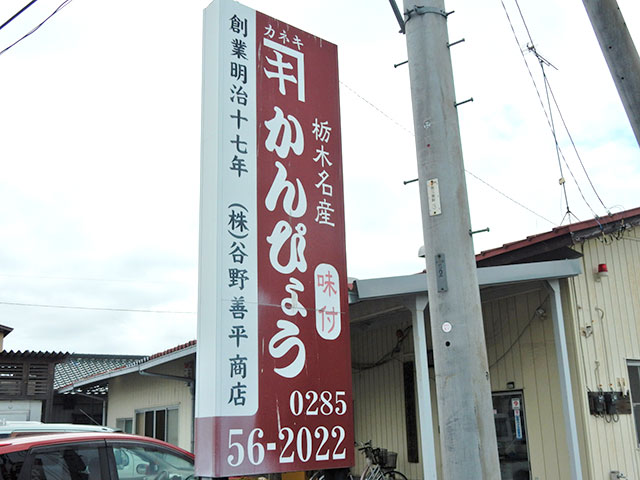 カネキ
キ
かんぴょう
栃木名産
味付
創業明治十七年 (株)谷野善平商店
0285
56-2022